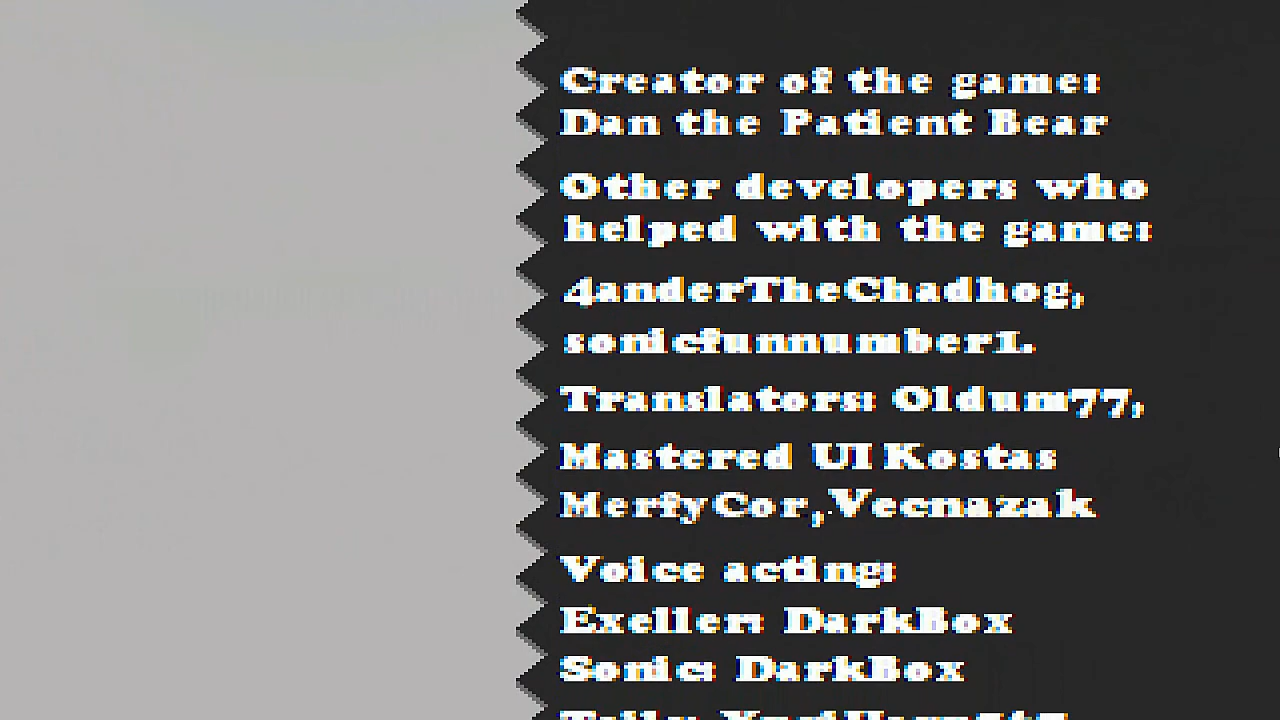 Creator of the game:
Dan the Patient Bear
Other developers who
helped with the game:
4anderTheChadhog,
sonicfunnumber1.
Translators: Oldum77,
Mastered UI Kostas
MerfyCor,Vecnazak
Voice acting:
Exeller: DarkBox
Sonic: DarkBox